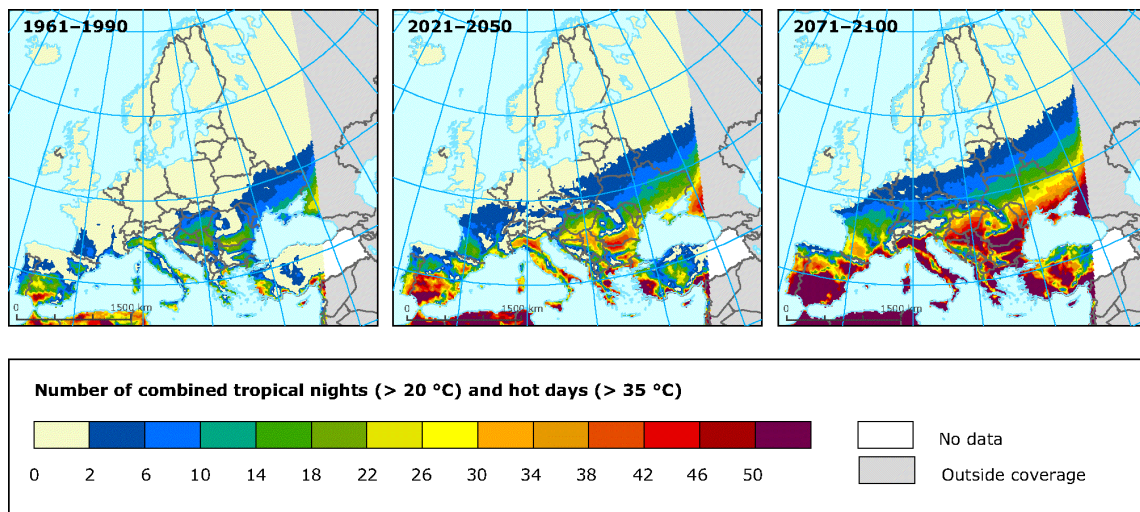 1961–1990
2021–2050
2071–2100
0 1500 km
0 1500 km
0 1500 km
Number of combined tropical nights (> 20 °C) and hot days (> 35 °C)
0 2 6 10 14 18 22 26 30 34 38 42 46 50
No data
Outside coverage